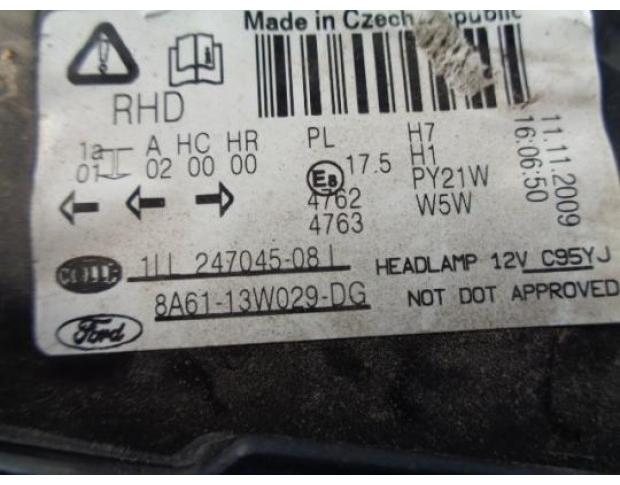 Made in Czech Republic
RHD
1a A HC HR
01 02 00 00
PL
E8 17.5
4762
4763
H7
H1
PY21W
W5W
11.11.2009
16:06:50
HELLA 1LL 247045-08 L
HEADLAMP 12V C95YJ
8A61-13W029-DG
NOT DOT APPROVED
Ford